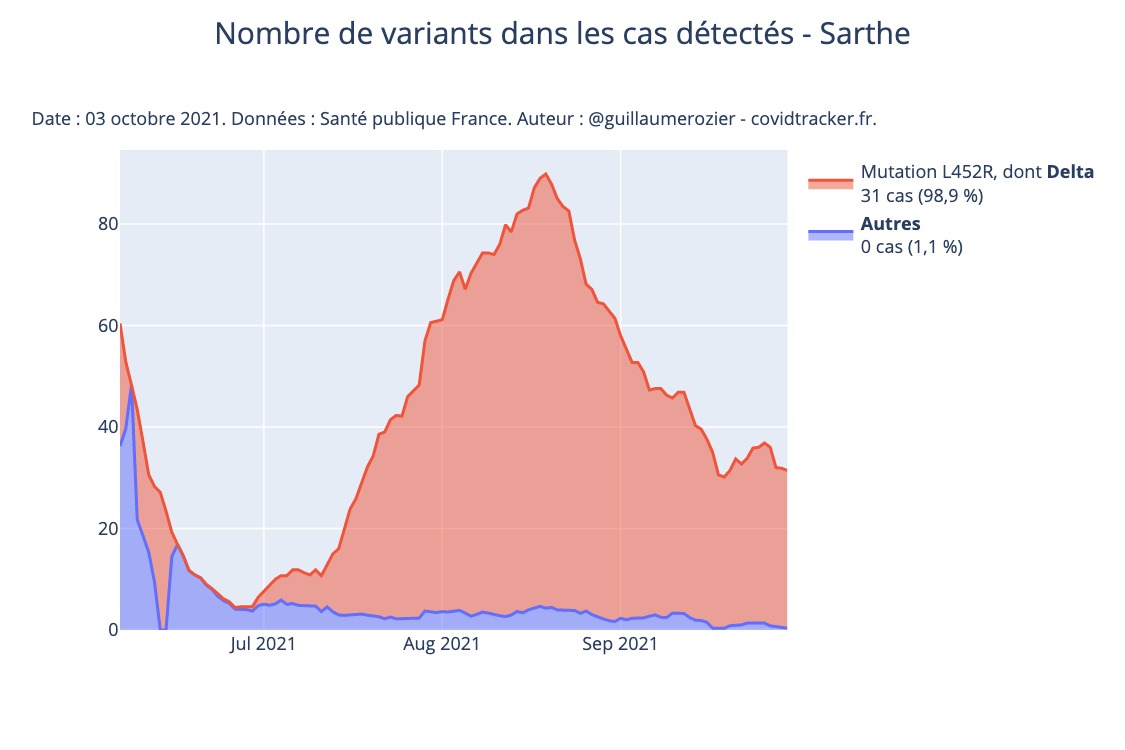 Nombre de variants dans les cas détectés - Sarthe
Date : 03 octobre 2021. Données : Santé publique France. Auteur : @guillaumerozier - covidtracker.fr.
Mutation L452R, dont Delta
31 cas (98,9 %)
Autres
0 cas (1,1 %)
80
60
40
20
0
Jul 2021
Aug 2021
Sep 2021